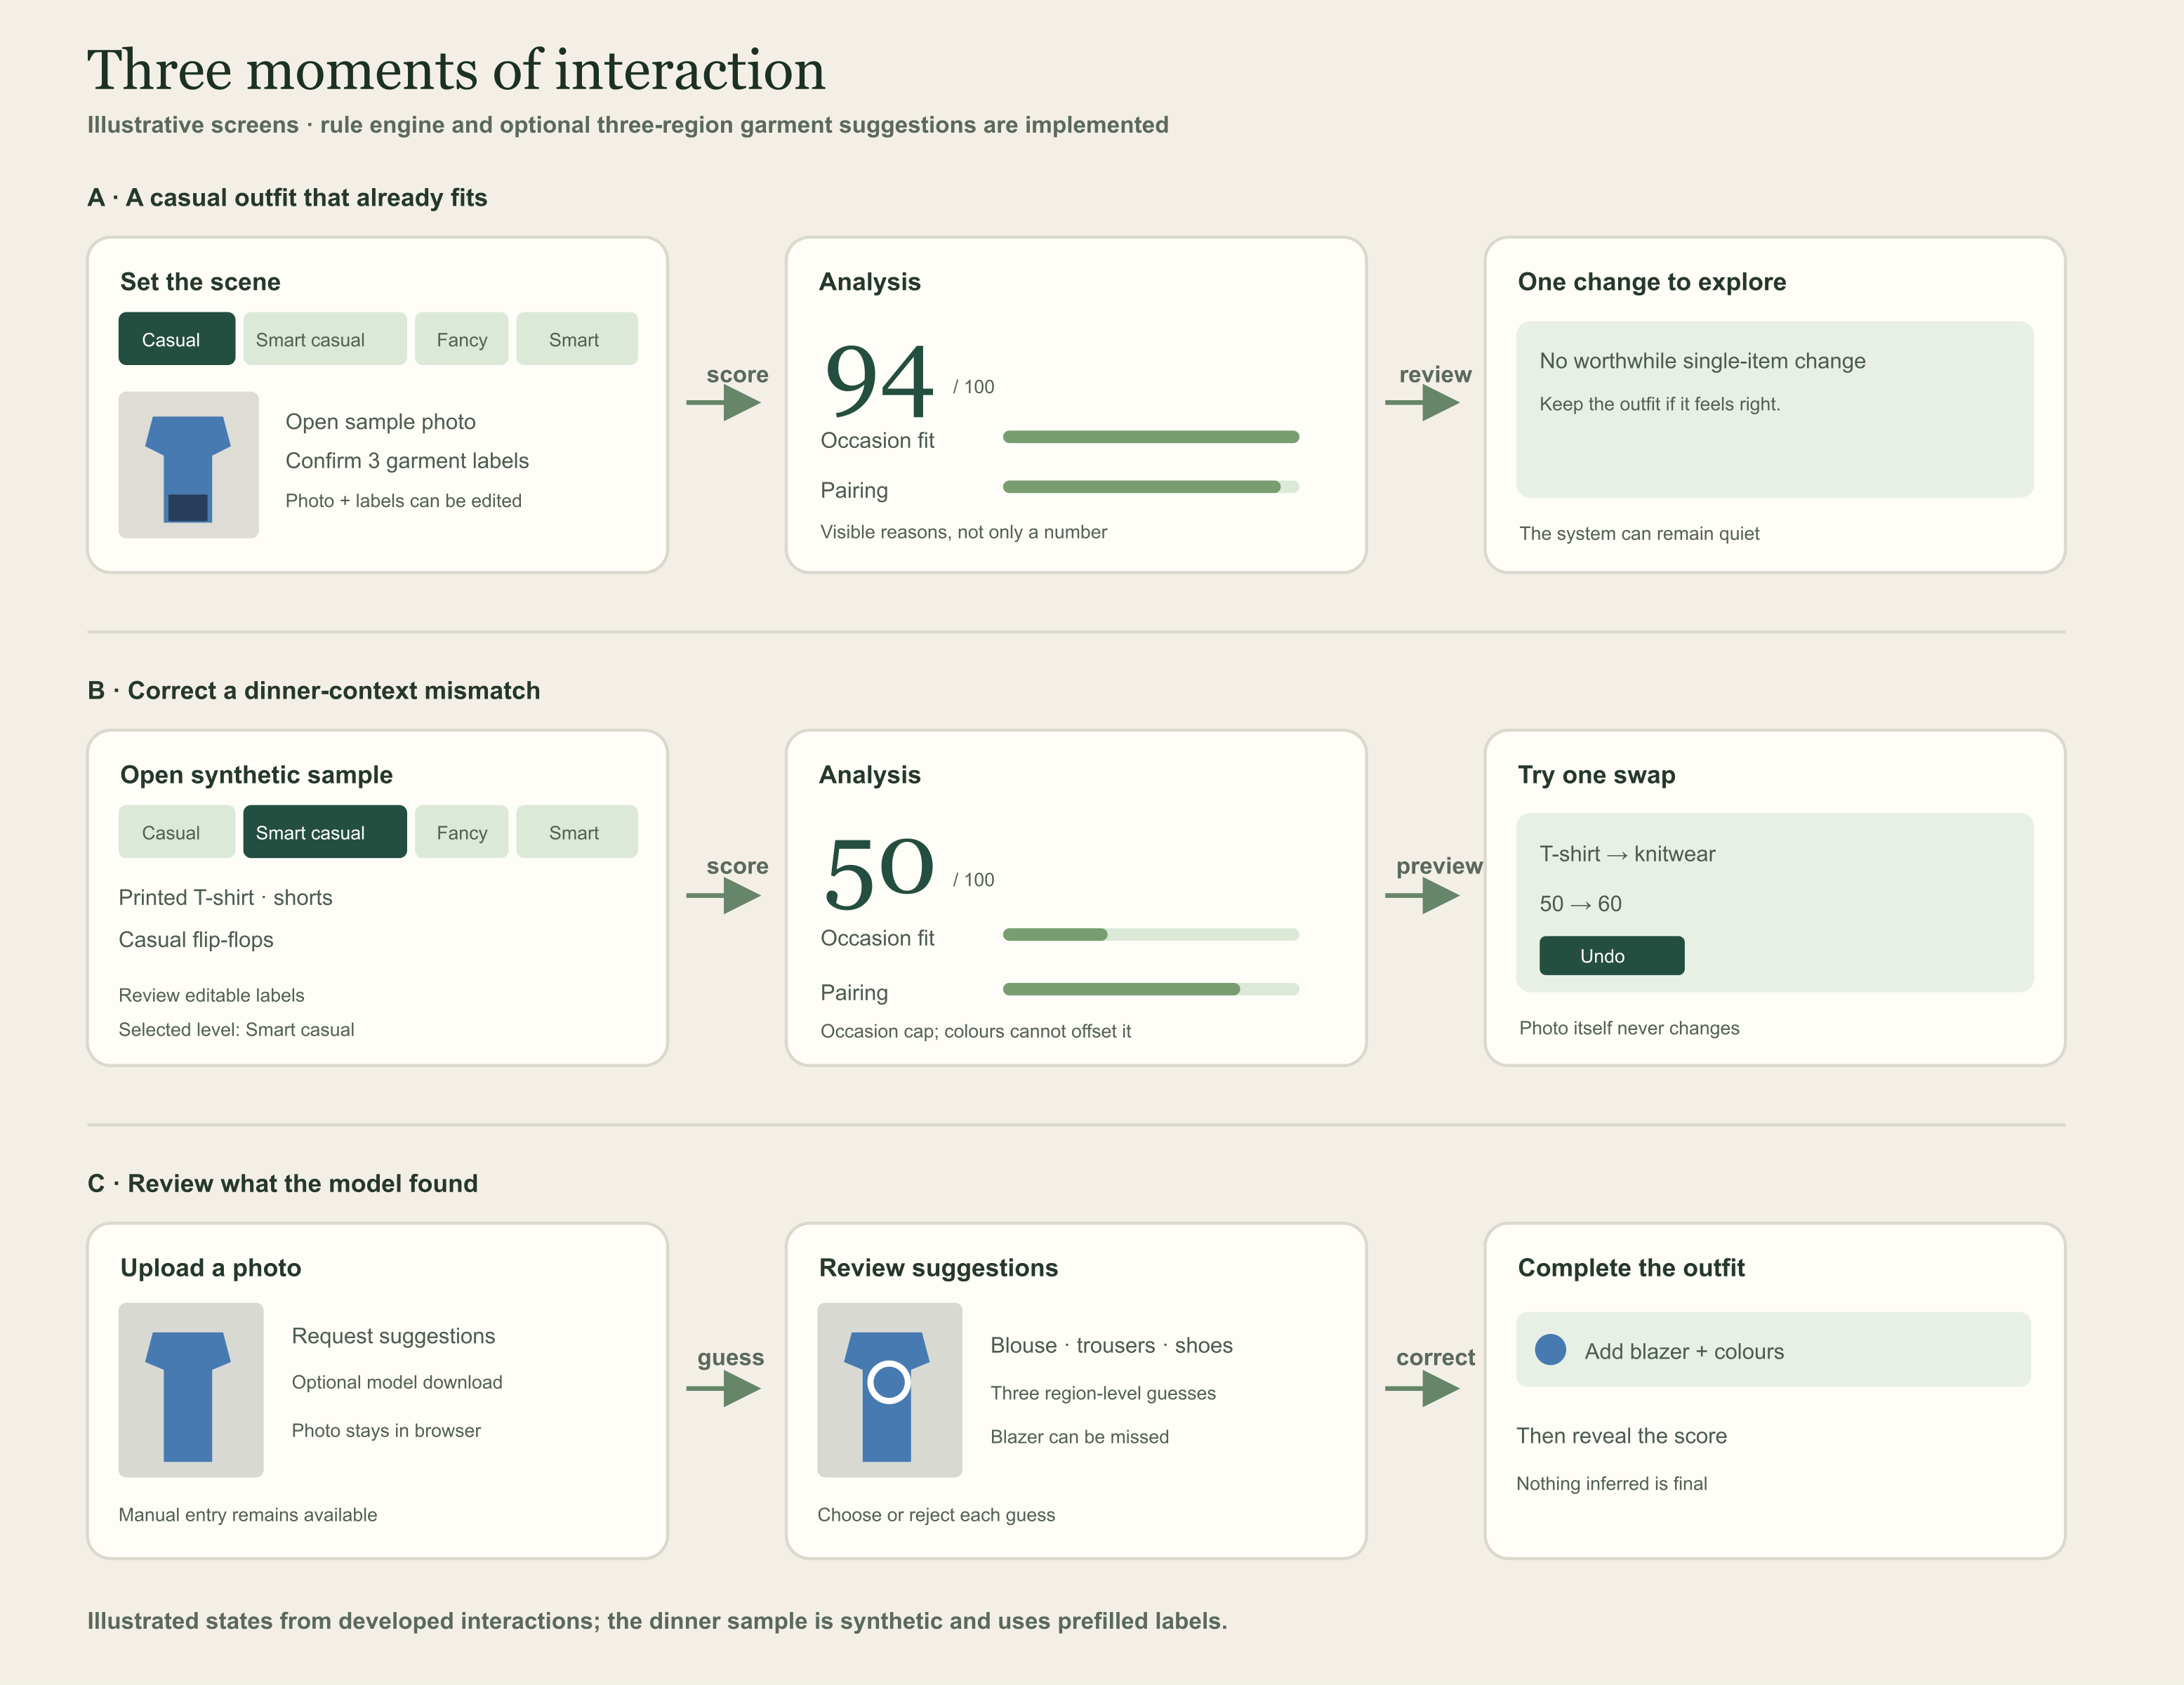 Three moments of interaction
Illustrative screens · rule engine and optional three-region garment suggestions are implemented
A · A casual outfit that already fits
Set the scene
Casual
Smart casual
Fancy
Smart
Open sample photo
Confirm 3 garment labels
Photo + labels can be edited
score
Analysis
94 / 100
Occasion fit
Pairing
Visible reasons, not only a number
review
One change to explore
No worthwhile single-item change
Keep the outfit if it feels right.
The system can remain quiet
B · Correct a dinner-context mismatch
Open synthetic sample
Casual
Smart casual
Fancy
Smart
Printed T-shirt · shorts
Casual flip-flops
Review editable labels
Selected level: Smart casual
score
Analysis
50 / 100
Occasion fit
Pairing
Occasion cap; colours cannot offset it
preview
Try one swap
T-shirt → knitwear
50 → 60
Undo
Photo itself never changes
C · Review what the model found
Upload a photo
Request suggestions
Optional model download
Photo stays in browser
Manual entry remains available
guess
Review suggestions
Blouse · trousers · shoes
Three region-level guesses
Blazer can be missed
Choose or reject each guess
correct
Complete the outfit
Add blazer + colours
Then reveal the score
Nothing inferred is final
Illustrated states from developed interactions; the dinner sample is synthetic and uses prefilled labels.